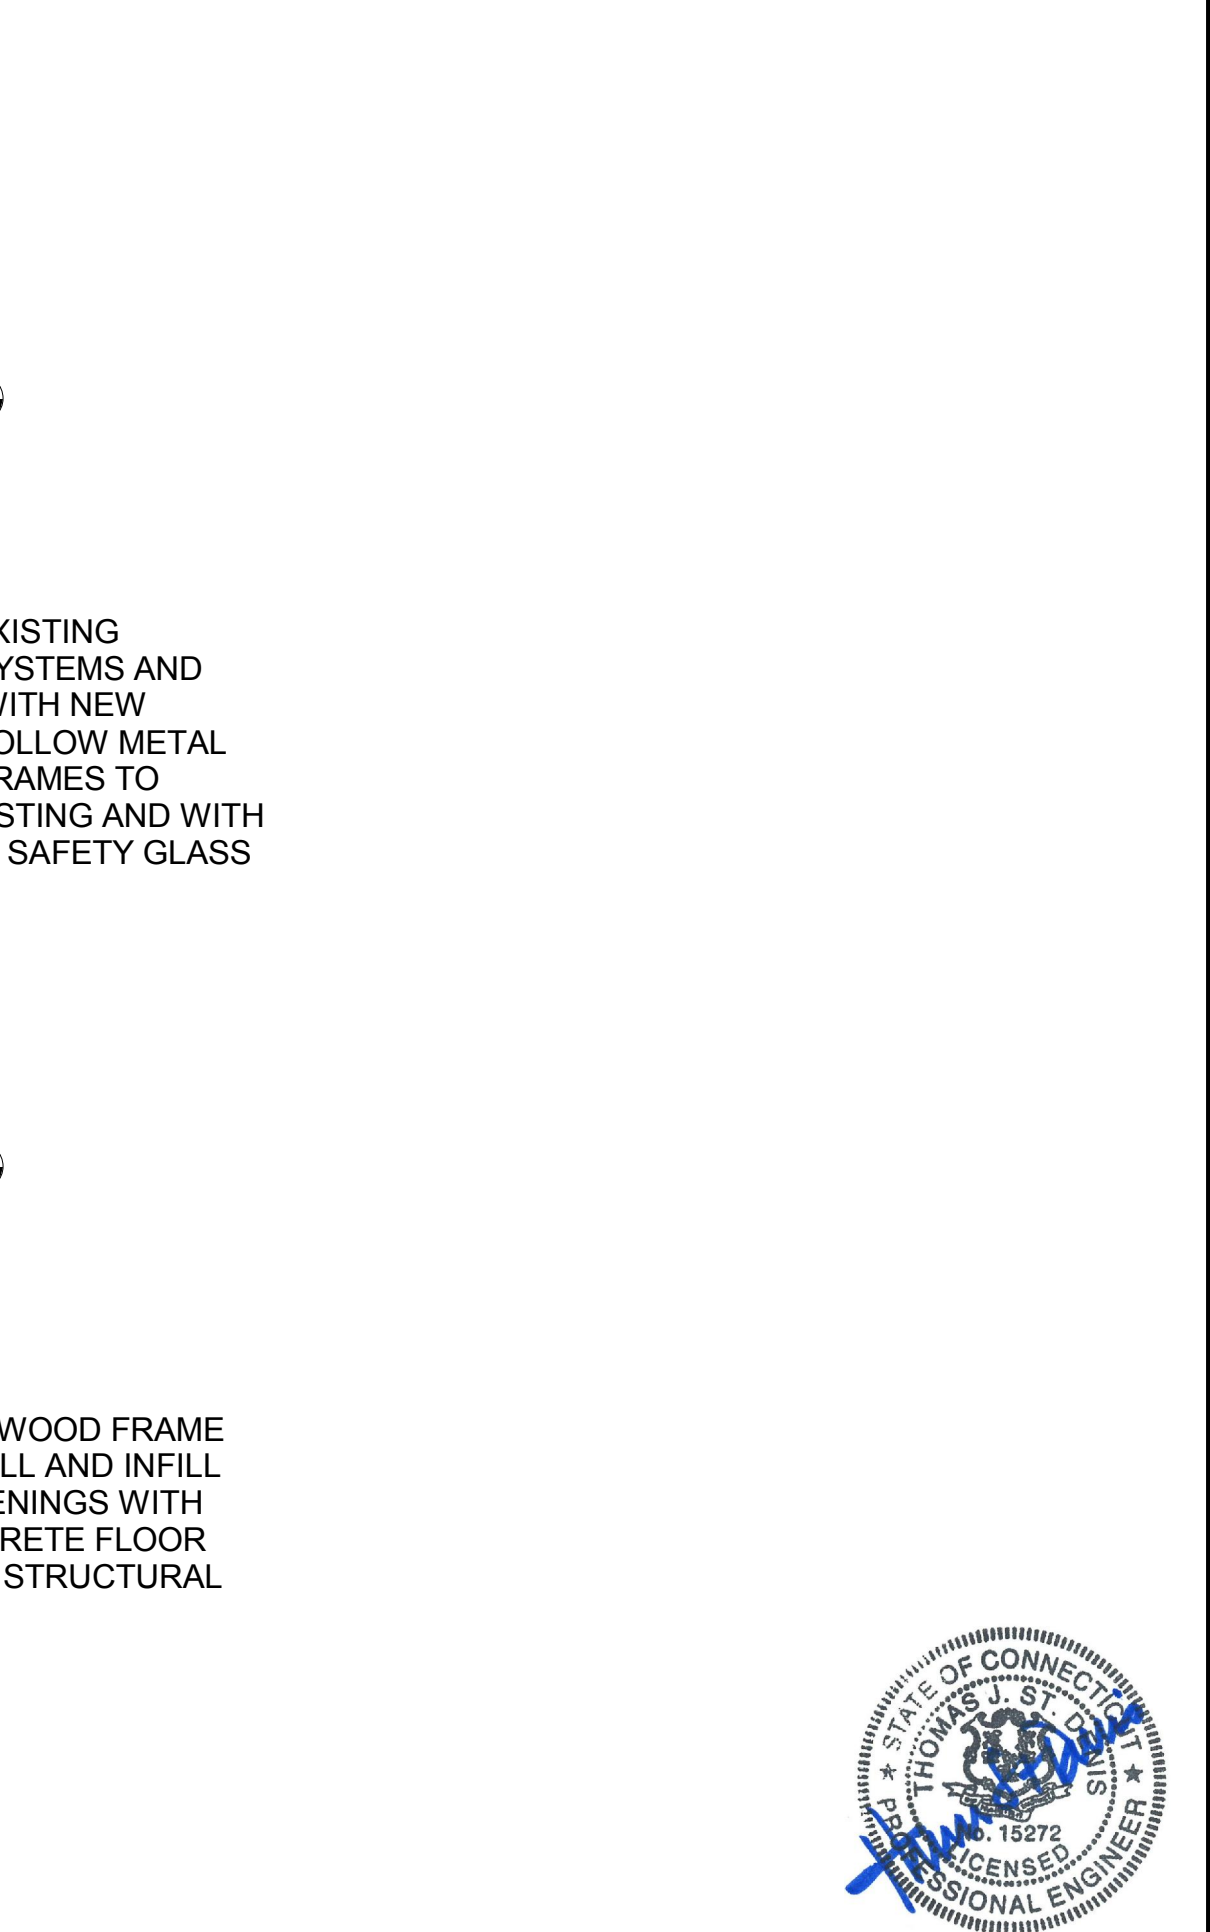 XISTING
YSTEMS AND
WITH NEW
OLLOW METAL
RAMES TO
STING AND WITH
SAFETY GLASS
WOOD FRAME
LL AND INFILL
ENINGS WITH
RETE FLOOR
STRUCTURAL
★ STATE OF CONNECTICUT ★
THOMAS J. ST. DENIS
No. 15272
LICENSED
PROFESSIONAL ENGINEER